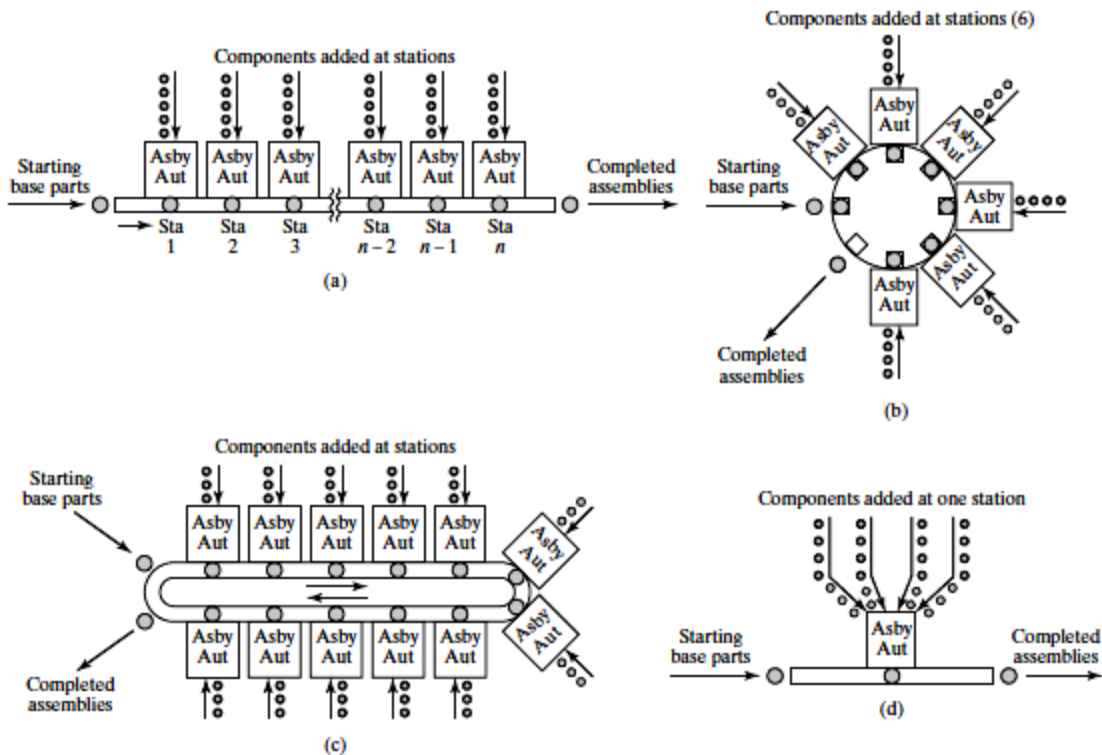 Components added at stations
Asby Aut
Asby Aut
Asby Aut
Asby Aut
Asby Aut
Asby Aut
Starting
base parts
Completed
assemblies
Sta Sta Sta Sta Sta Sta
1 2 3 n – 2 n – 1 n
(a)
Components added at stations (6)
Asby Aut
Asby Aut
Asby Aut
Asby Aut
Asby Aut
Asby Aut
Starting
base parts
Completed
assemblies
(b)
Components added at stations
Starting
base parts
Asby Aut
Asby Aut
Asby Aut
Asby Aut
Asby Aut
Asby Aut
Asby Aut
Asby Aut
Asby Aut
Asby Aut
Asby Aut
Asby Aut
Completed
assemblies
(c)
Components added at one station
Asby
Aut
Starting
base parts
Completed
assemblies
(d)